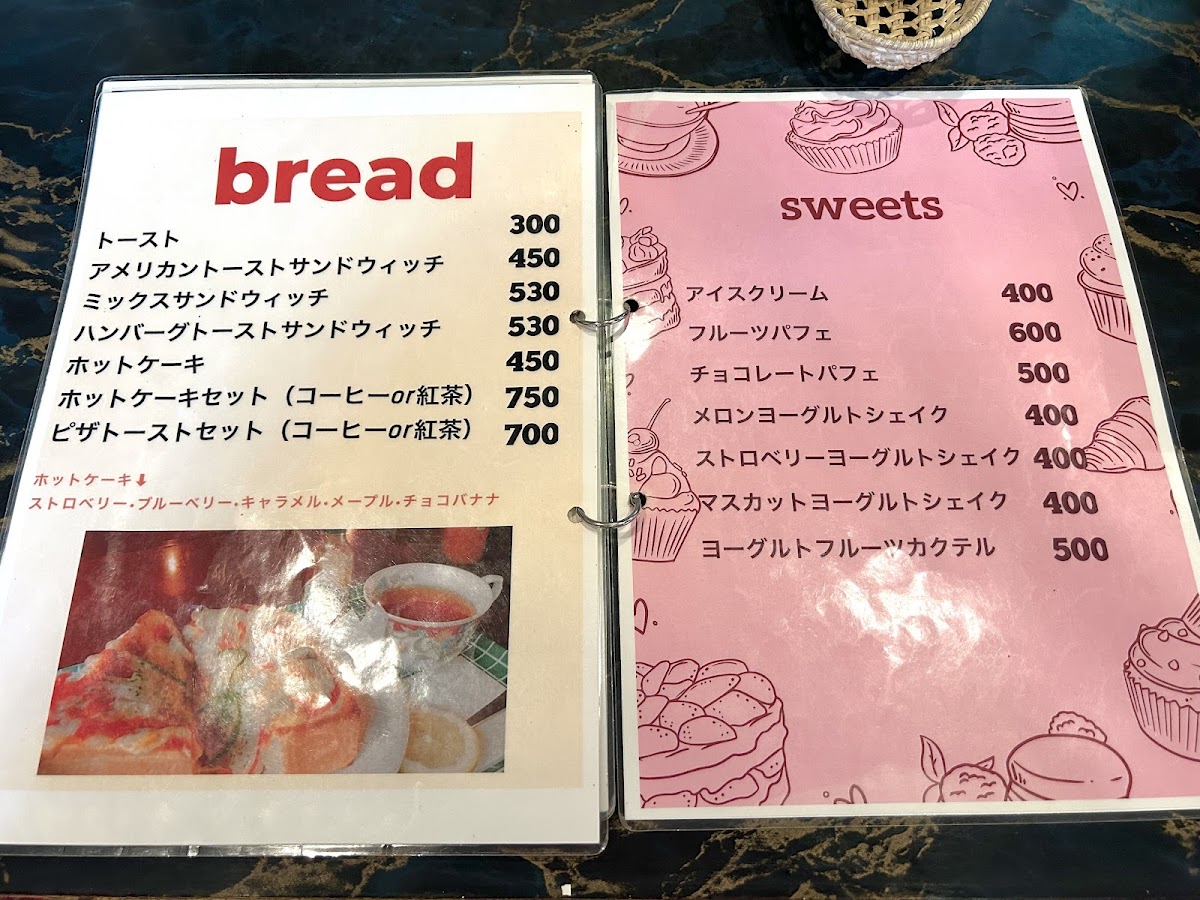 bread
トースト 300
アメリカントーストサンドウィッチ 450
ミックスサンドウィッチ 530
ハンバーグトーストサンドウィッチ 530
ホットケーキ 450
ホットケーキセット（コーヒーor紅茶） 750
ピザトーストセット（コーヒーor紅茶） 700
ホットケーキ⬇
ストロベリー・ブルーベリー・キャラメル・メープル・チョコバナナ
sweets
アイスクリーム 400
フルーツパフェ 600
チョコレートパフェ 500
メロンヨーグルトシェイク 400
ストロベリーヨーグルトシェイク 400
マスカットヨーグルトシェイク 400
ヨーグルトフルーツカクテル 500